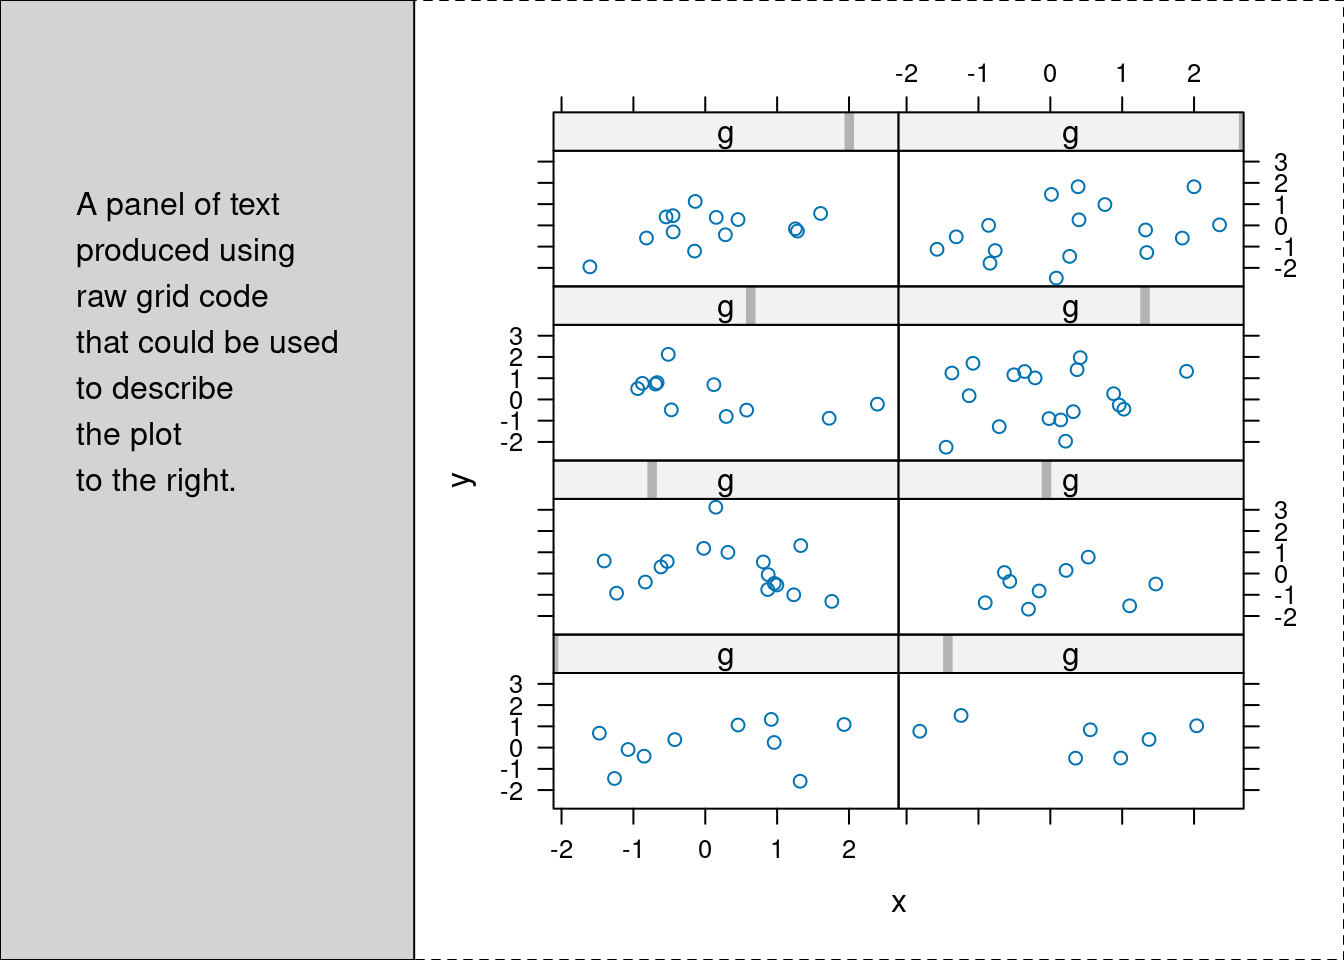 A panel of text
produced using
raw grid code
that could be used
to describe
the plot
to the right.
-2 -1 0 1 2
g g
3
2
1
0
-1
-2
g g
3
2
1
0
-1
-2
y
g g
3
2
1
0
-1
-2
g g
3
2
1
0
-1
-2
-2 -1 0 1 2
x